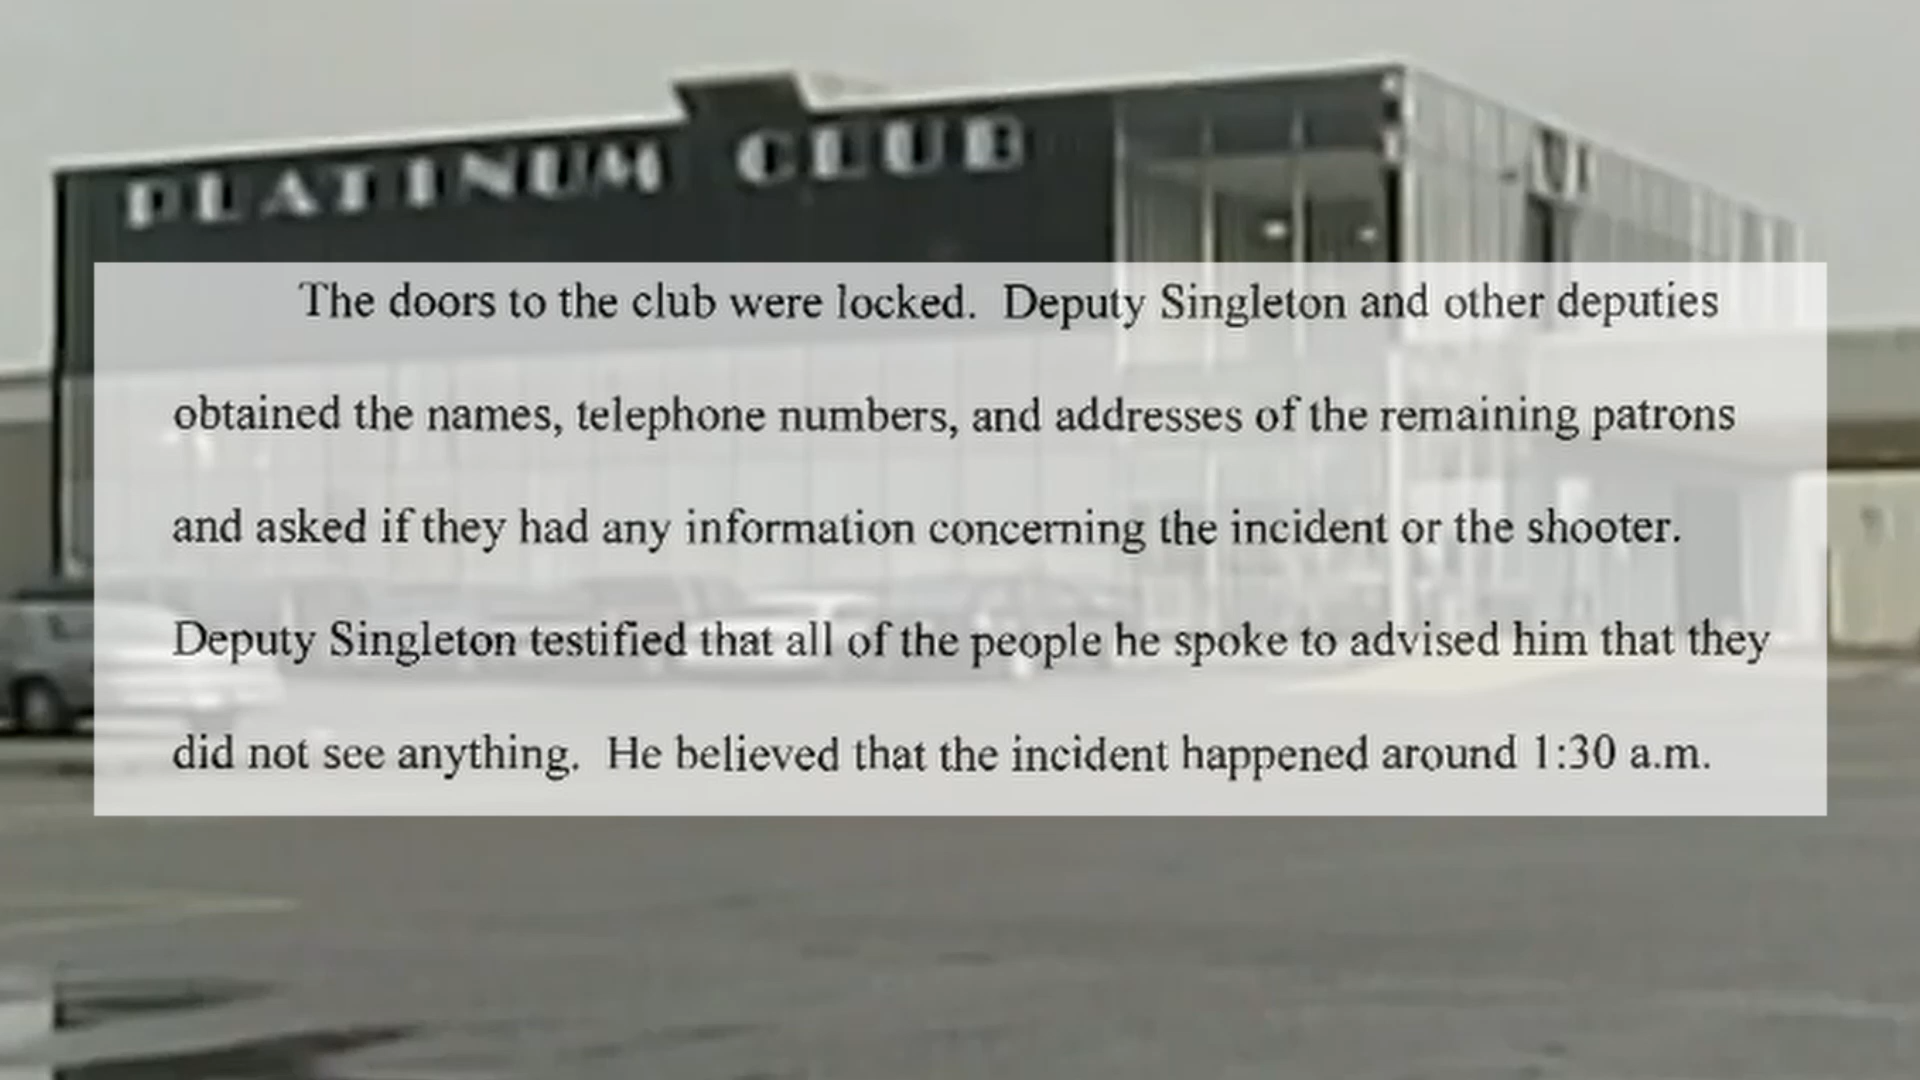 PLATINUM CLUB
The doors to the club were locked. Deputy Singleton and other deputies
obtained the names, telephone numbers, and addresses of the remaining patrons
and asked if they had any information concerning the incident or the shooter.
Deputy Singleton testified that all of the people he spoke to advised him that they
did not see anything. He believed that the incident happened around 1:30 a.m.